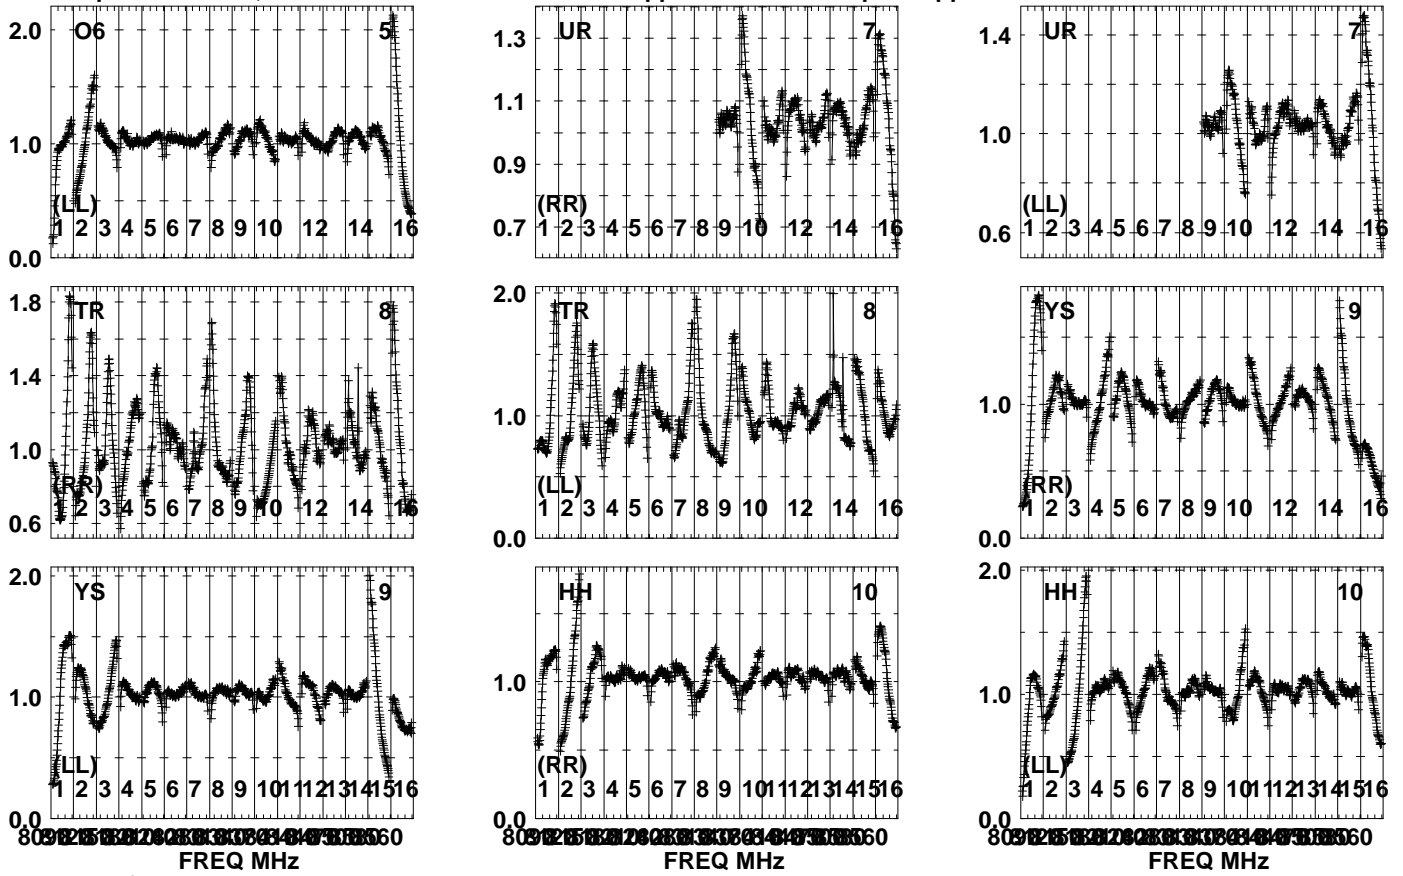 2.0 O6 5
1.0
(LL)
1 2 3 4 5 6 7 8 9 10 12 14 16
0.0
1.3 UR 7
1.1
0.9
(RR)
0.7 1 2 3 4 5 6 7 8 9 10 12 14 16
1.4 UR 7
1.0
(LL)
0.6 1 2 3 4 5 6 7 8 9 10 12 14 16
1.8 TR 8
1.4
1.0
(RR)
1 2 3 4 5 6 7 8 9 10 12 14 16
0.6
2.0 TR 8
1.0
(LL)
1 2 3 4 5 6 7 8 9 10 12 14 16
0.0
YS 9
1.0
(RR)
1 2 3 4 5 6 7 8 9 10 12 14 16
0.0
2.0 YS 9
1.0
(LL)
1 2 3 4 5 6 7 8 9 10 11 12 13 14 15 16
0.0
FREQ MHz
HH 10
1.0
(RR)
1 2 3 4 5 6 7 8 9 10 11 12 13 14 15 16
0.0
FREQ MHz
2.0 HH 10
1.0
(LL)
1 2 3 4 5 6 7 8 9 10 11 12 13 14 15 16
0.0
FREQ MHz